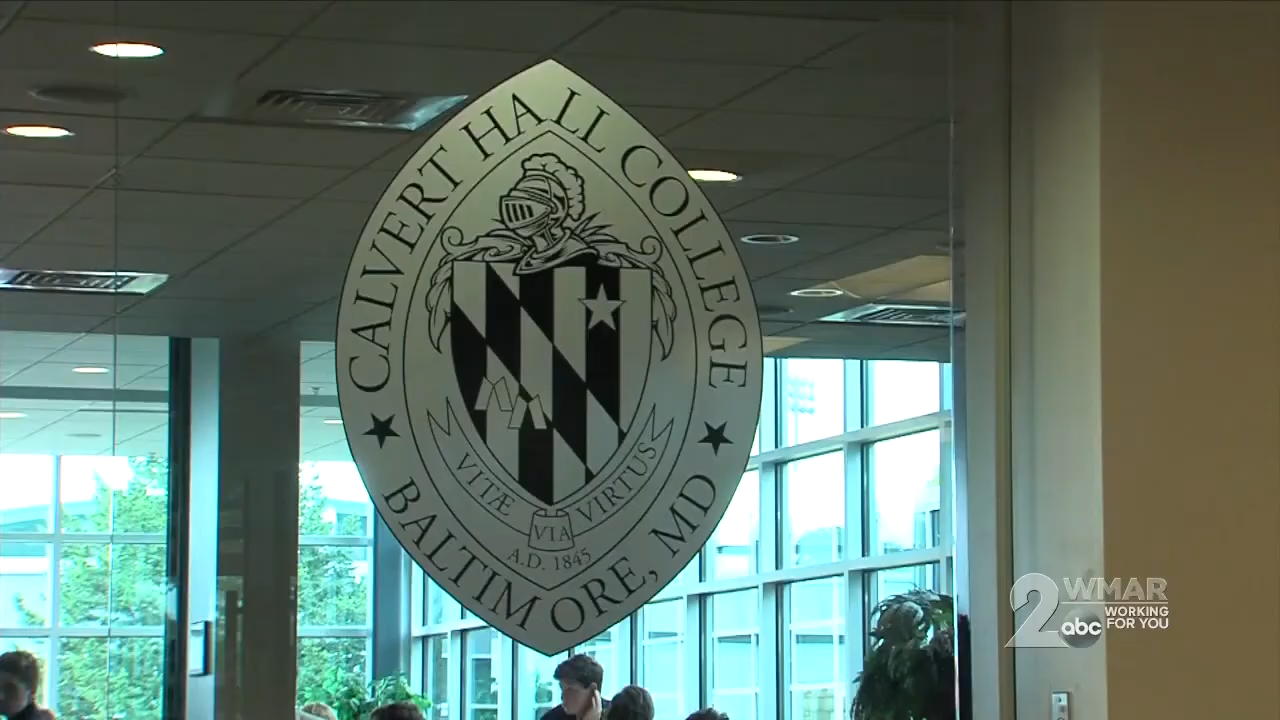 CALVERT HALL COLLEGE
VITÆ VIA VIRTUS
A.D. 1845
BALTIMORE, MD
2 WMAR
abc WORKING
FOR YOU